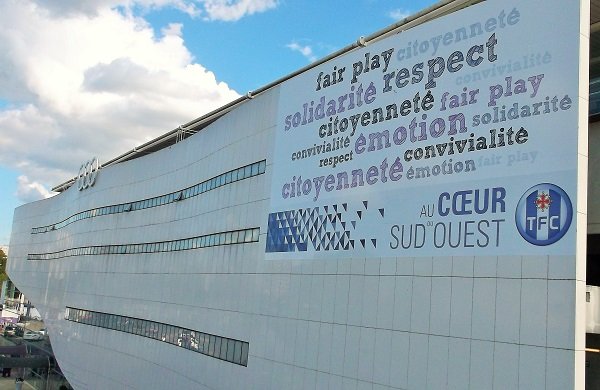 fair play citoyenneté
solidarité respect
convivialité
citoyenneté fair play
convivialité émotion solidarité
respect convivialité
citoyenneté émotion fair play
AU CŒUR
SUD DU OUEST
TFC